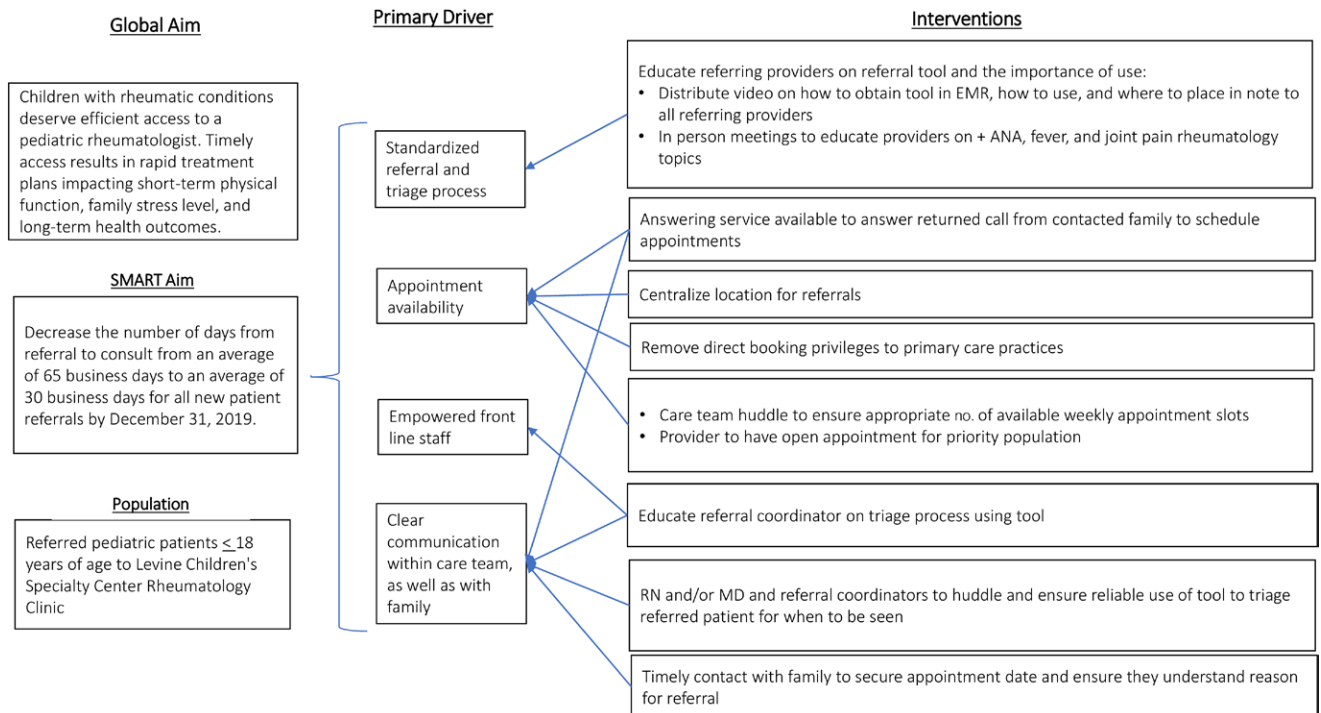 Global Aim
Children with rheumatic conditions
deserve efficient access to a
pediatric rheumatologist. Timely
access results in rapid treatment
plans impacting short-term physical
function, family stress level, and
long-term health outcomes.
SMART Aim
Decrease the number of days from
referral to consult from an average
of 65 business days to an average of
30 business days for all new patient
referrals by December 31, 2019.
Population
Referred pediatric patients < 18
years of age to Levine Children's
Specialty Center Rheumatology
Clinic
Primary Driver
Standardized
referral and
triage process
Appointment
availability
Empowered front
line staff
Clear
communication
within care team,
as well as with
family
Interventions
Educate referring providers on referral tool and the importance of use:
• Distribute video on how to obtain tool in EMR, how to use, and where to place in note to
all referring providers
• In person meetings to educate providers on + ANA, fever, and joint pain rheumatology
topics
Answering service available to answer returned call from contacted family to schedule
appointments
Centralize location for referrals
Remove direct booking privileges to primary care practices
• Care team huddle to ensure appropriate no. of available weekly appointment slots
• Provider to have open appointment for priority population
Educate referral coordinator on triage process using tool
RN and/or MD and referral coordinators to huddle and ensure reliable use of tool to triage
referred patient for when to be seen
Timely contact with family to secure appointment date and ensure they understand reason
for referral